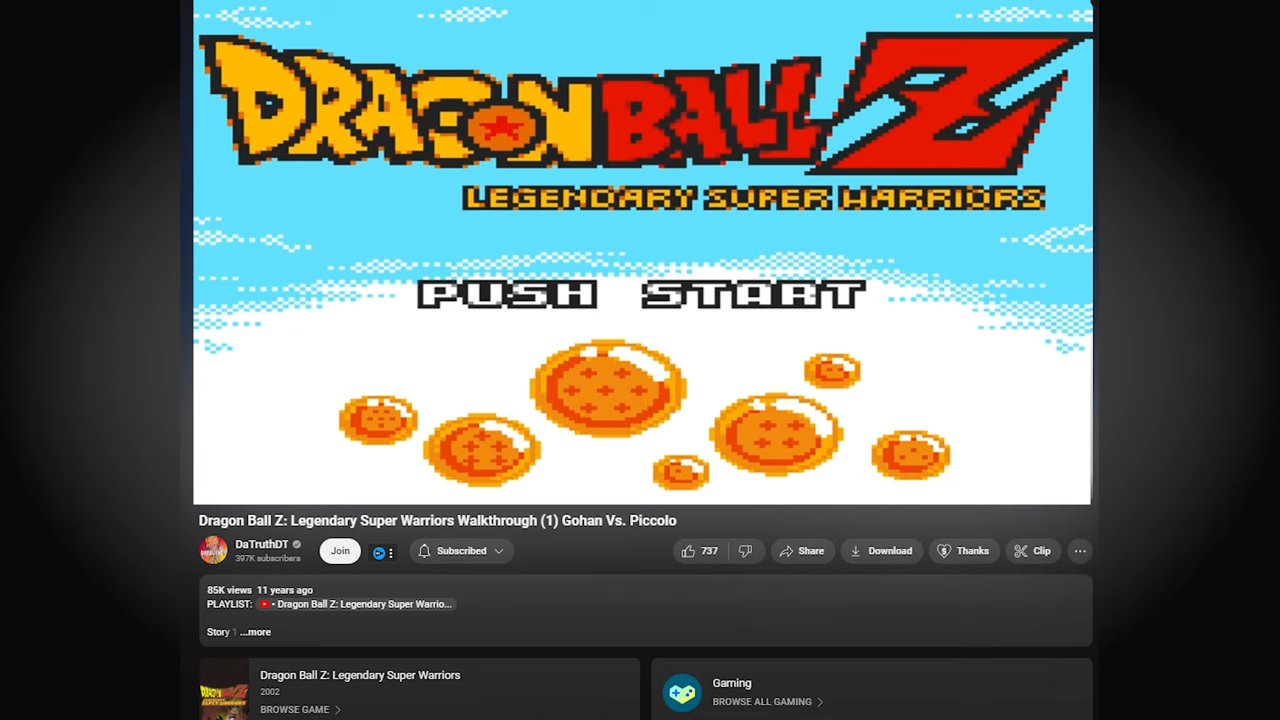 DRAGON BALL Z
LEGENDARY SUPER WARRIORS
PUSH START
Dragon Ball Z: Legendary Super Warriors Walkthrough (1) Gohan Vs. Piccolo
DaTruthDT
397K subscribers
Join
Subscribed
737
Share
Download
Thanks
Clip
85K views 11 years ago
PLAYLIST: • Dragon Ball Z: Legendary Super Warrio...
Story 1 ...more
Dragon Ball Z: Legendary Super Warriors
2002
BROWSE GAME
Gaming
BROWSE ALL GAMING